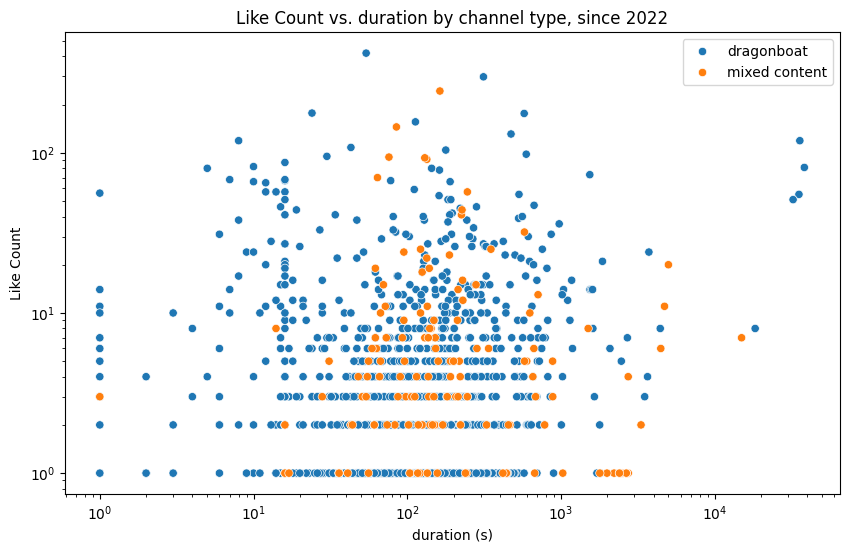 Like Count vs. duration by channel type, since 2022
dragonboat
mixed content
Like Count
10²
10¹
10⁰
10⁰ 10¹ 10² 10³ 10⁴
duration (s)